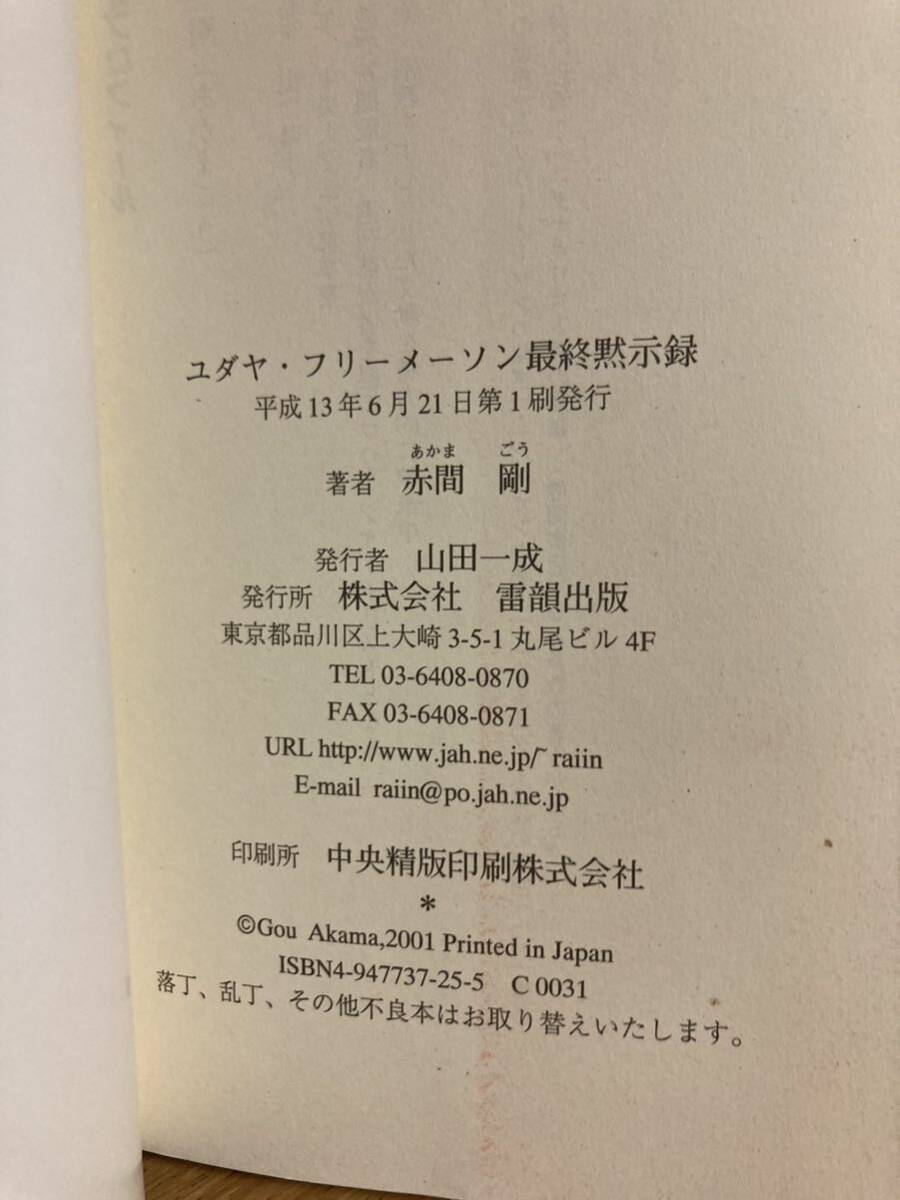 ユダヤ・フリーメーソン最終黙示録
平成13年6月21日第1刷発行
あかま ごう
著者 赤間 剛
発行者 山田一成
発行所 株式会社 雷韻出版
東京都品川区上大崎3-5-1丸尾ビル 4F
TEL 03-6408-0870
FAX 03-6408-0871
URL http://www.jah.ne.jp/~raiin
E-mail raiin@po.jah.ne.jp
印刷所 中央精版印刷株式会社
*
©Gou Akama,2001 Printed in Japan
ISBN4-947737-25-5 C 0031
落丁、乱丁、その他不良本はお取り替えいたします。